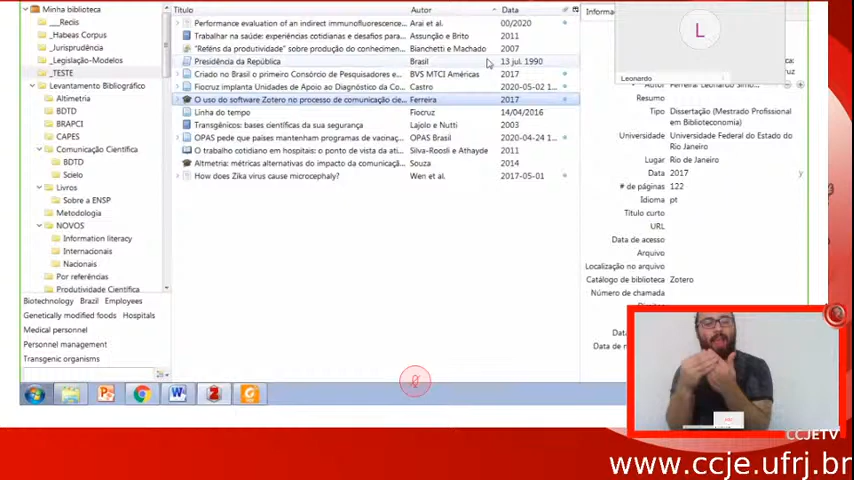 Minha biblioteca
___Reciis
_Habeas Corpus
_Jurisprudência
_Legislação-Modelos
_TESTE
Levantamento Bibliográfico
Altimetria
BDTD
BRAPCI
CAPES
Comunicação Científica
BDTD
Scielo
Livros
Sobre a ENSP
Metodologia
NOVOS
Information literacy
Internacionais
Nacionais
Por referências
Produtividade Científica
Biotechnology Brazil Employees
Genetically modified foods Hospitals
Medical personnel
Personnel management
Transgenic organisms
Título Autor Data
Performance evaluation of an indirect immunofluorescence... Arai et al. 00/2020
Trabalhar na saúde: experiências cotidianas e desafios para... Assunção e Brito 2011
"Reféns da produtividade" sobre produção do conhecimen... Bianchetti e Machado 2007
Presidência da República Brasil 13 jul. 1990
Criado no Brasil o primeiro Consórcio de Pesquisadores e... BVS MTCI Américas 2017
Fiocruz implanta Unidades de Apoio ao Diagnóstico da Co... Castro 2020-05-02 1...
O uso do software Zotero no processo de comunicação cie... Ferreira 2017
Linha do tempo Fiocruz 14/04/2016
Transgênicos: bases científicas da sua segurança Lajolo e Nutti 2003
OPAS pede que países mantenham programas de vacinaç... OPAS Brasil 2020-04-24 1...
O trabalho cotidiano em hospitais: o ponto de vista da ati... Silva-Roosli e Athayde 2011
Altmetria: métricas alternativas do impacto da comunicaçã... Souza 2014
How does Zika virus cause microcephaly? Wen et al. 2017-05-01
Informa
L
Leonardo
Autor Ferreira: Leonardo Simo...
Resumo
Tipo Dissertação (Mestrado Profissional
em Biblioteconomia)
Universidade Universidade Federal do Estado do
Rio de Janeiro
Lugar Rio de Janeiro
Data 2017 y
# de páginas 122
Idioma pt
Título curto
URL
Data de acesso
Arquivo
Localização no arquivo
Catálogo de biblioteca Zotero
Número de chamada
CCJETV
www.ccje.ufrj.br